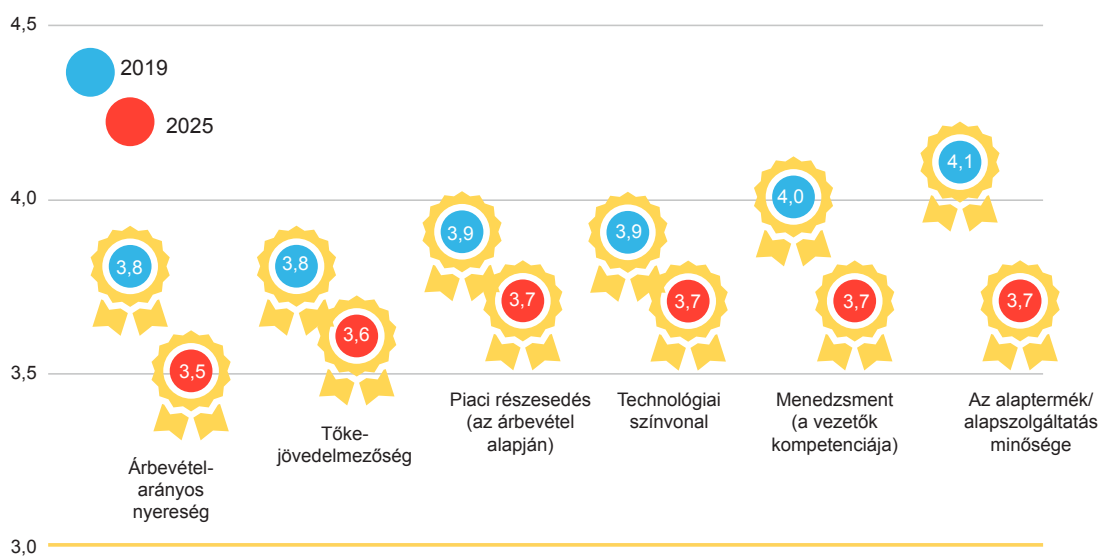 4,5
2019
2025
4,1
4,0
4,0
3,9
3,9
3,8
3,8
3,7
3,7
3,7
3,7
3,6
3,5
3,5
Árbevétel-
arányos
nyereség
Tőke-
jövedelmezőség
Piaci részesedés
(az árbevétel
alapján)
Technológiai
színvonal
Menedzsment
(a vezetők
kompetenciája)
Az alaptermék/
alapszolgáltatás
minősége
3,0